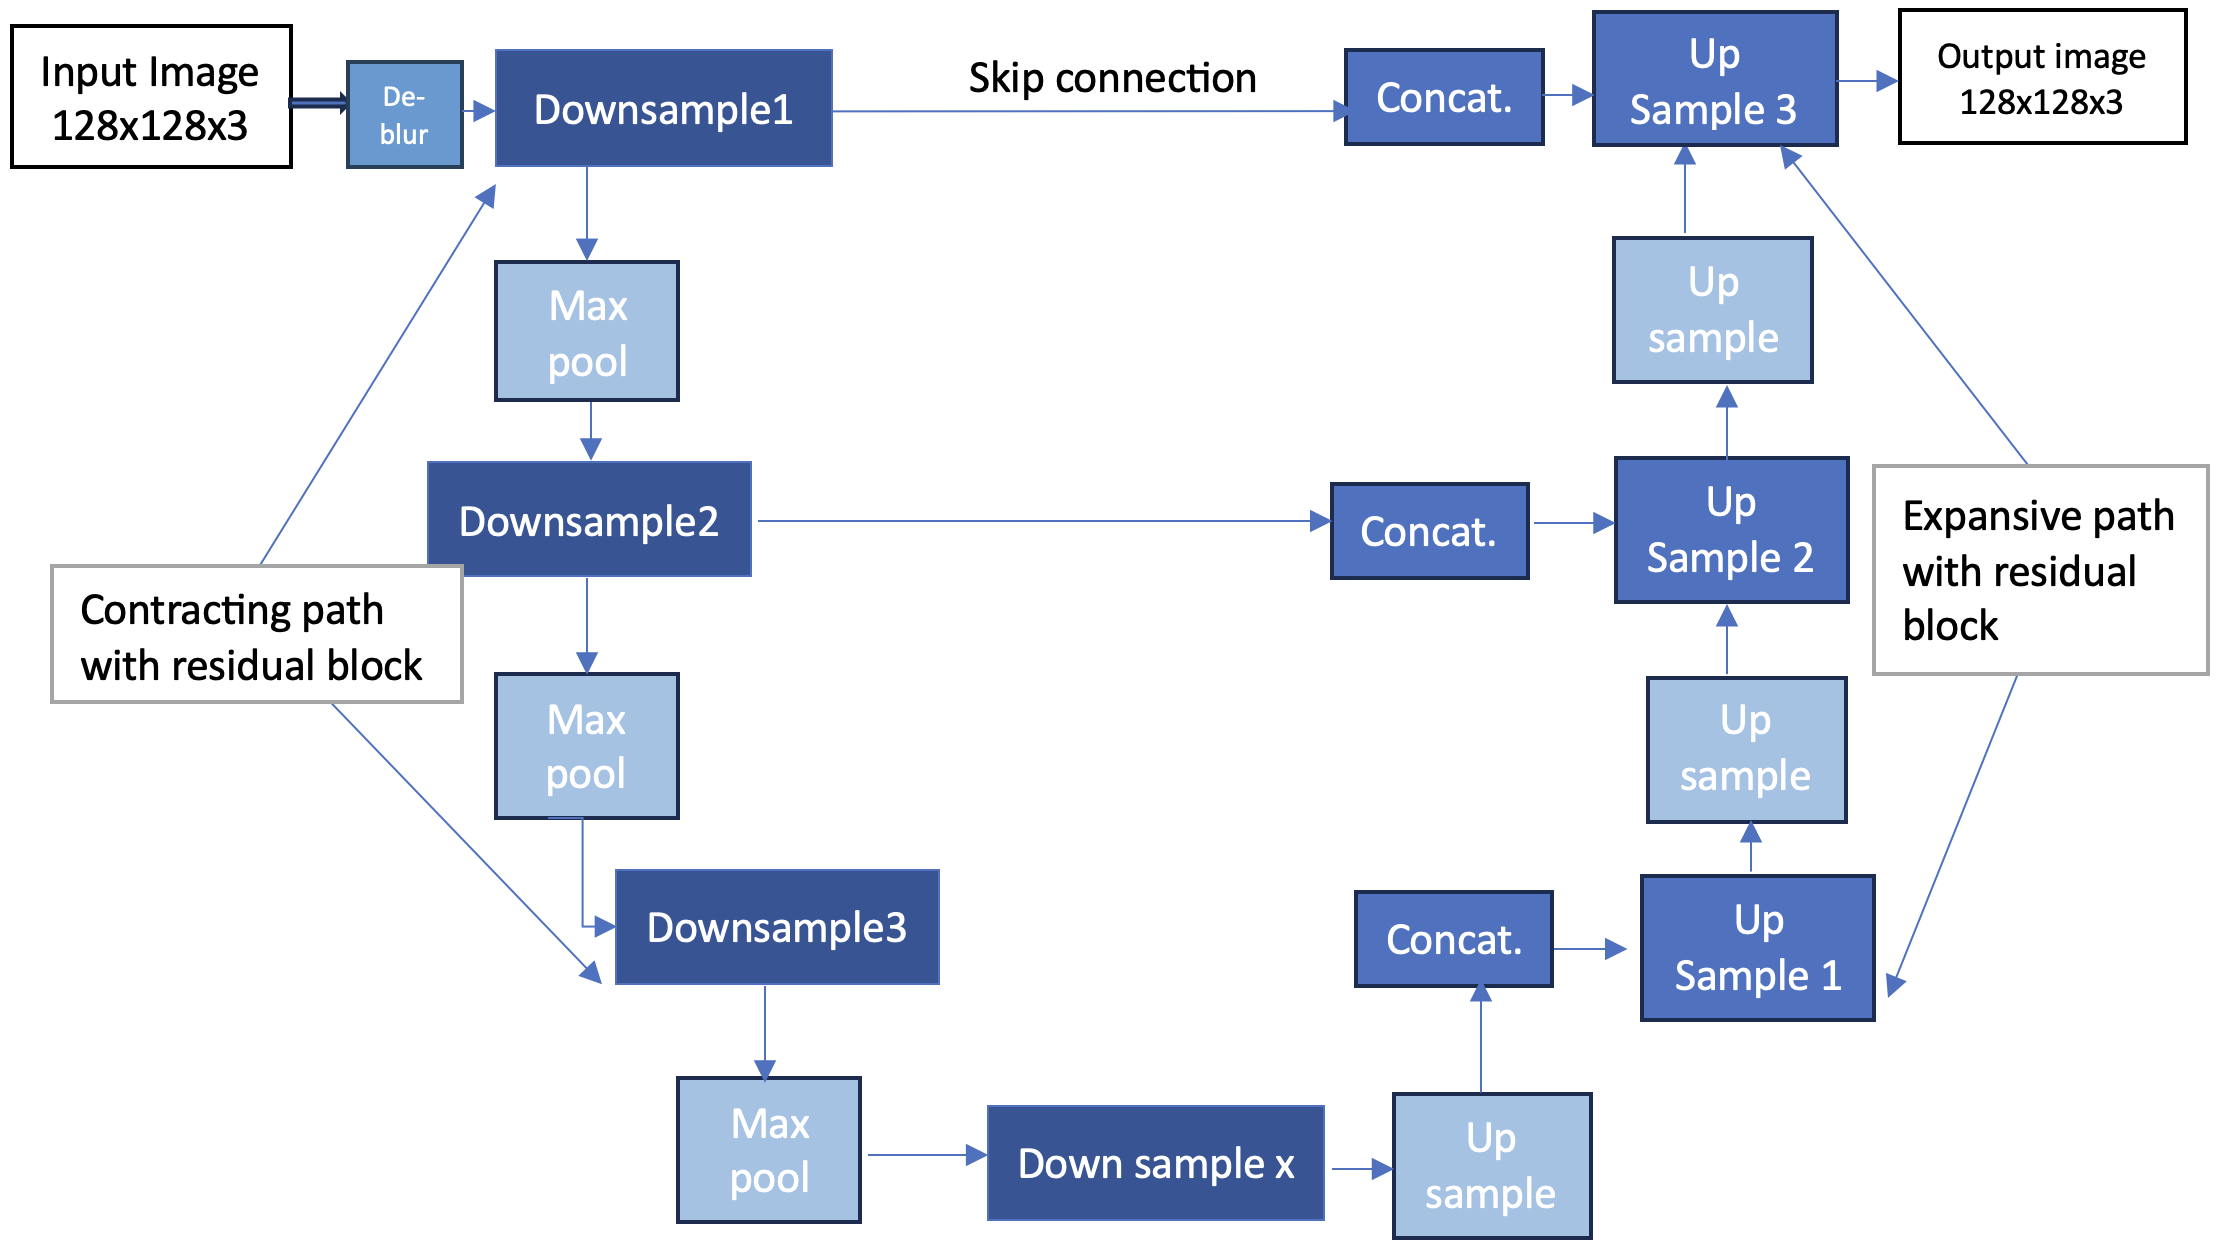 Input Image
128x128x3
De-
blur
Downsample1
Skip connection
Concat.
Up
Sample 3
Output image
128x128x3
Max
pool
Up
sample
Downsample2
Concat.
Up
Sample 2
Expansive path
with residual
block
Contracting path
with residual block
Max
pool
Up
sample
Downsample3
Concat.
Up
Sample 1
Max
pool
Down sample x
Up
sample